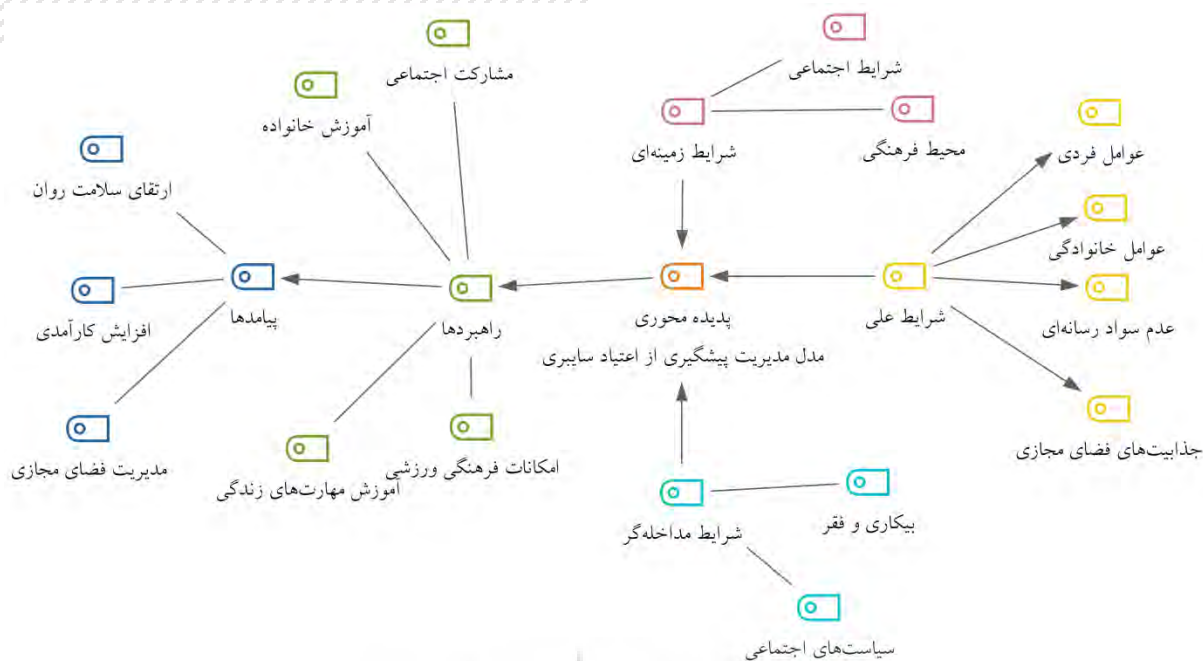 مشارکت اجتماعی
شرایط اجتماعی
آموزش خانواده
شرایط زمینه‌ای
محیط فرهنگی
عوامل فردی
ارتقای سلامت روان
عوامل خانوادگی
پدیده محوری
شرایط علی
عدم سواد رسانه‌ای
راهبردها
پیامدها
افزایش کارآمدی
مدل مدیریت پیشگیری از اعتیاد سایبری
جذابیت‌های فضای مجازی
امکانات فرهنگی ورزشی
مدیریت فضای مجازی
آموزش مهارت‌های زندگی
بیکاری و فقر
شرایط مداخله‌گر
سیاست‌های اجتماعی